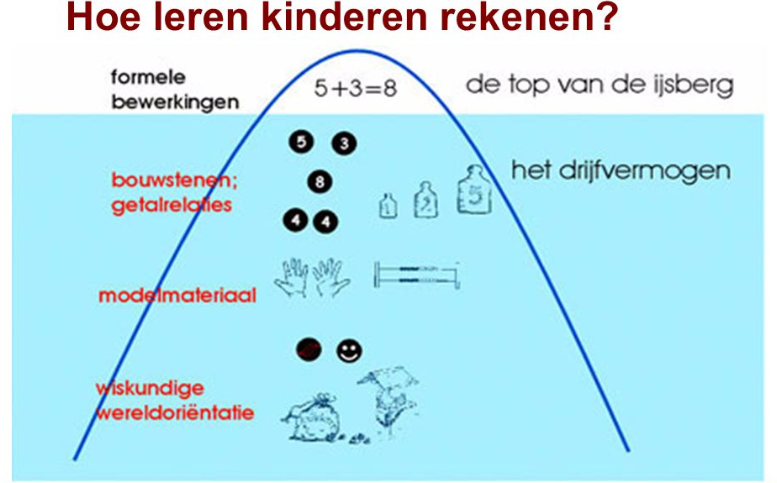 Hoe leren kinderen rekenen?
formele
bewerkingen
5+3=8
de top van de ijsberg
5 3
bouwstenen;
getalrelaties
8
1 2 5
het drijfvermogen
4 4
modelmateriaal
wiskundige
wereldoriëntatie